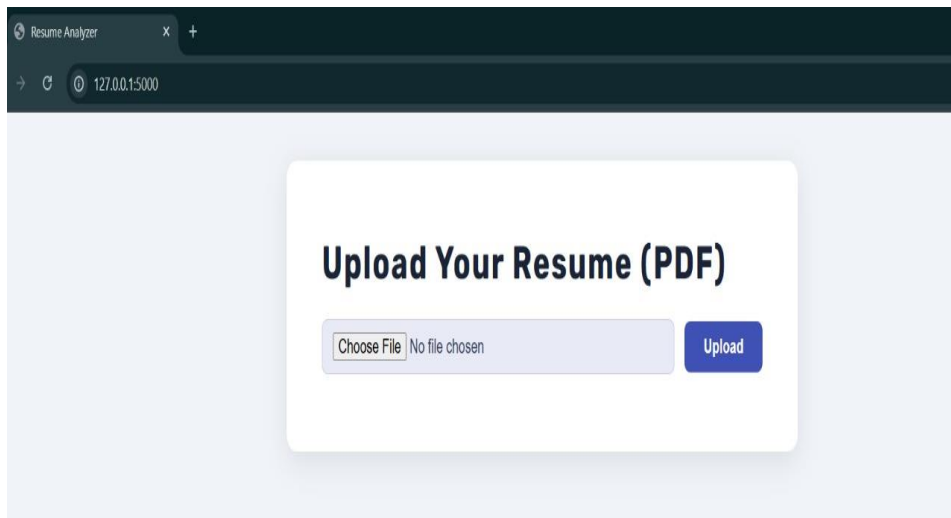 Resume Analyzer
127.0.0.1:5000
Upload Your Resume (PDF)
Choose File No file chosen
Upload